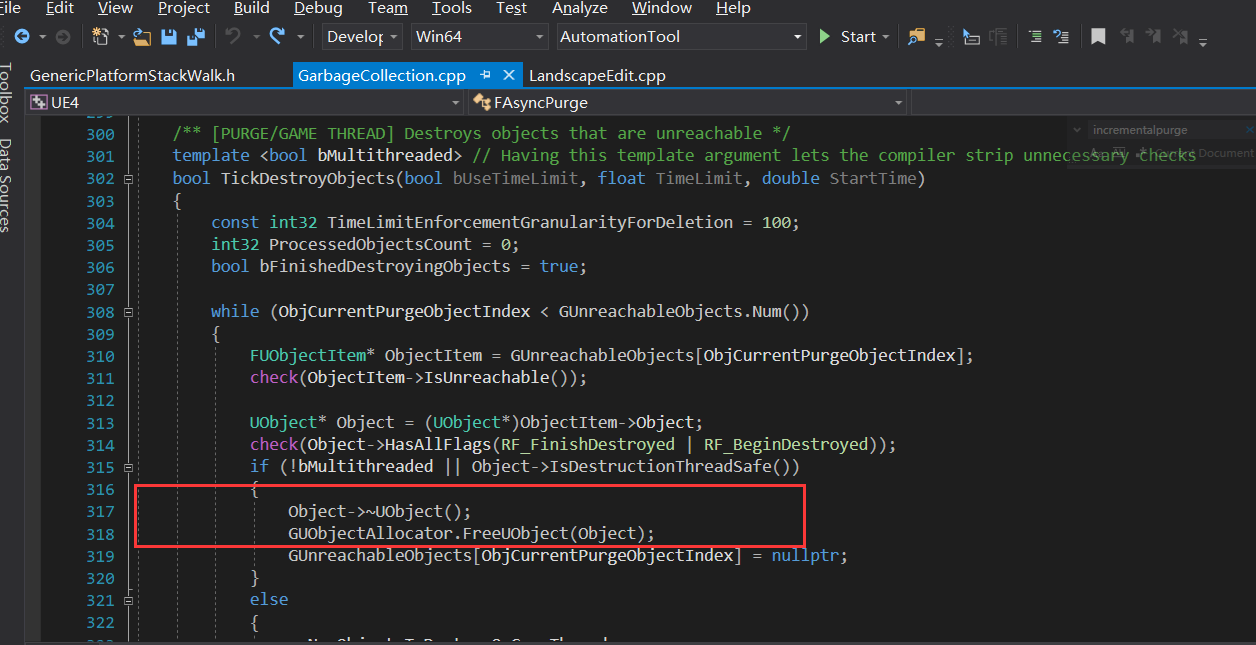 File Edit View Project Build Debug Team Tools Test Analyze Window Help
Develop Win64 AutomationTool Start
GenericPlatformStackWalk.h GarbageCollection.cpp LandscapeEdit.cpp
UE4 FAsyncPurge
Toolbox
Data Sources
incrementalpurge
Document
300 /** [PURGE/GAME THREAD] Destroys objects that are unreachable */
301 template <bool bMultithreaded> // Having this template argument lets the compiler strip unnecessary checks
302 bool TickDestroyObjects(bool bUseTimeLimit, float TimeLimit, double StartTime)
303 {
304 const int32 TimeLimitEnforcementGranularityForDeletion = 100;
305 int32 ProcessedObjectsCount = 0;
306 bool bFinishedDestroyingObjects = true;
307
308 while (ObjCurrentPurgeObjectIndex < GUnreachableObjects.Num())
309 {
310 FUObjectItem* ObjectItem = GUnreachableObjects[ObjCurrentPurgeObjectIndex];
311 check(ObjectItem->IsUnreachable());
312
313 UObject* Object = (UObject*)ObjectItem->Object;
314 check(Object->HasAllFlags(RF_FinishDestroyed | RF_BeginDestroyed));
315 if (!bMultithreaded || Object->IsDestructionThreadSafe())
316 {
317 Object->~UObject();
318 GUObjectAllocator.FreeUObject(Object);
319 GUnreachableObjects[ObjCurrentPurgeObjectIndex] = nullptr;
320 }
321 else
322 {